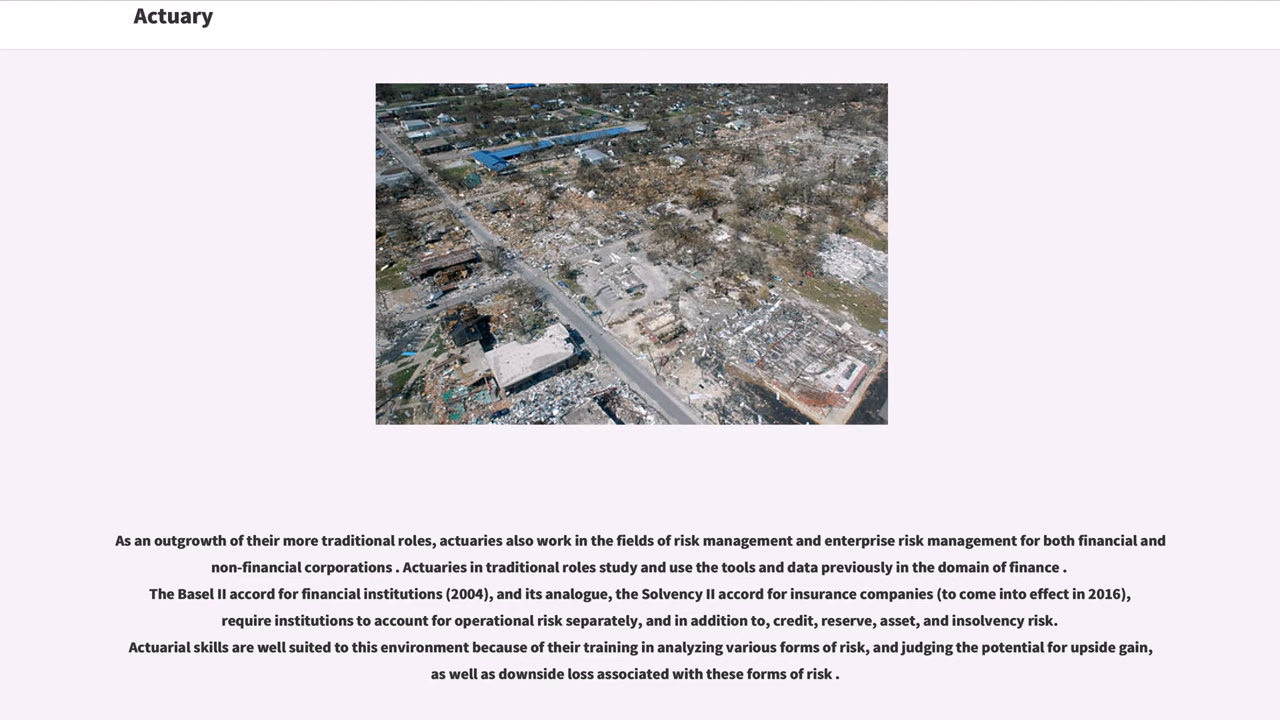 Actuary
As an outgrowth of their more traditional roles, actuaries also work in the fields of risk management and enterprise risk management for both financial and
non-financial corporations . Actuaries in traditional roles study and use the tools and data previously in the domain of finance .
The Basel II accord for financial institutions (2004), and its analogue, the Solvency II accord for insurance companies (to come into effect in 2016),
require institutions to account for operational risk separately, and in addition to, credit, reserve, asset, and insolvency risk.
Actuarial skills are well suited to this environment because of their training in analyzing various forms of risk, and judging the potential for upside gain,
as well as downside loss associated with these forms of risk .